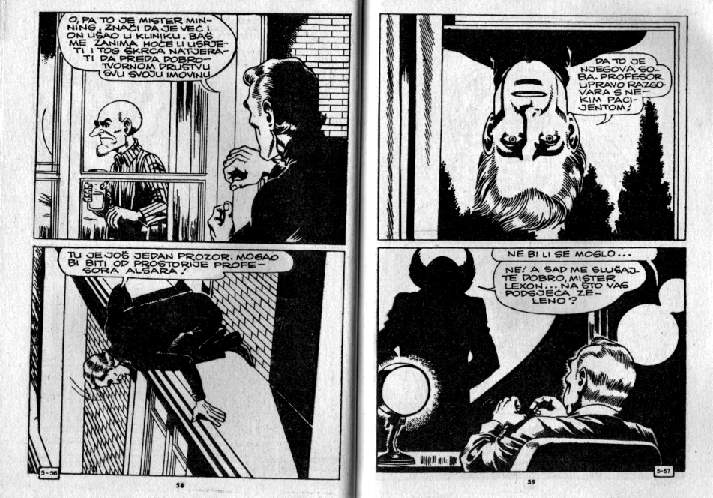 O, PA TO JE MISTER MIN-
NING, ZNAČI DA JE VEĆ I
ON UŠAO U KLINIKU. BAŠ
ME ZANIMA HOĆE LI USPJE-
TI I TOG ŠKRCA NATJERA-
TI DA PREDA DOBRO-
TVORNOM DRUŠTVU
SVU SVOJU IMOVINU
TU JE JOŠ JEDAN PROZOR. MOGAO
BI BITI OD PROSTORIJE PROFE-
SORA ALSARA!
5-56
58
DA TO JE
NJEGOVA SO-
BA. PROFESOR
UPRAVO RAZGO-
VARA S NE-
KIM PACI-
JENTOM!
NE BI LI SE MOGLO...
NE! A SAD ME SLUŠAJ-
TE DOBRO, MISTER
LEXON... NA ŠTO VAS
PODSJEĆA ZE-
LENO?
5-57
59